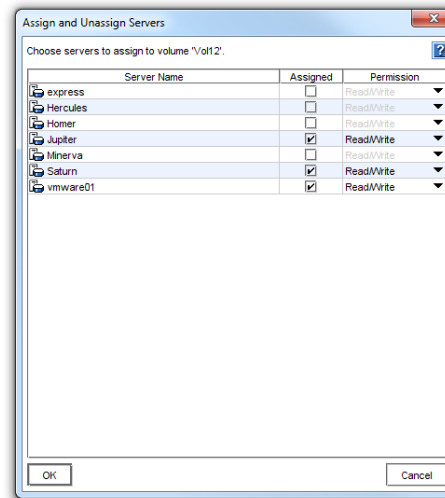 Assign and Unassign Servers
Choose servers to assign to volume 'Vol12'.
?
Server Name Assigned Permission
express Read/Write
Hercules Read/Write
Homer Read/Write
Jupiter Read/Write
Minerva Read/Write
Saturn Read/Write
vmware01 Read/Write
OK Cancel